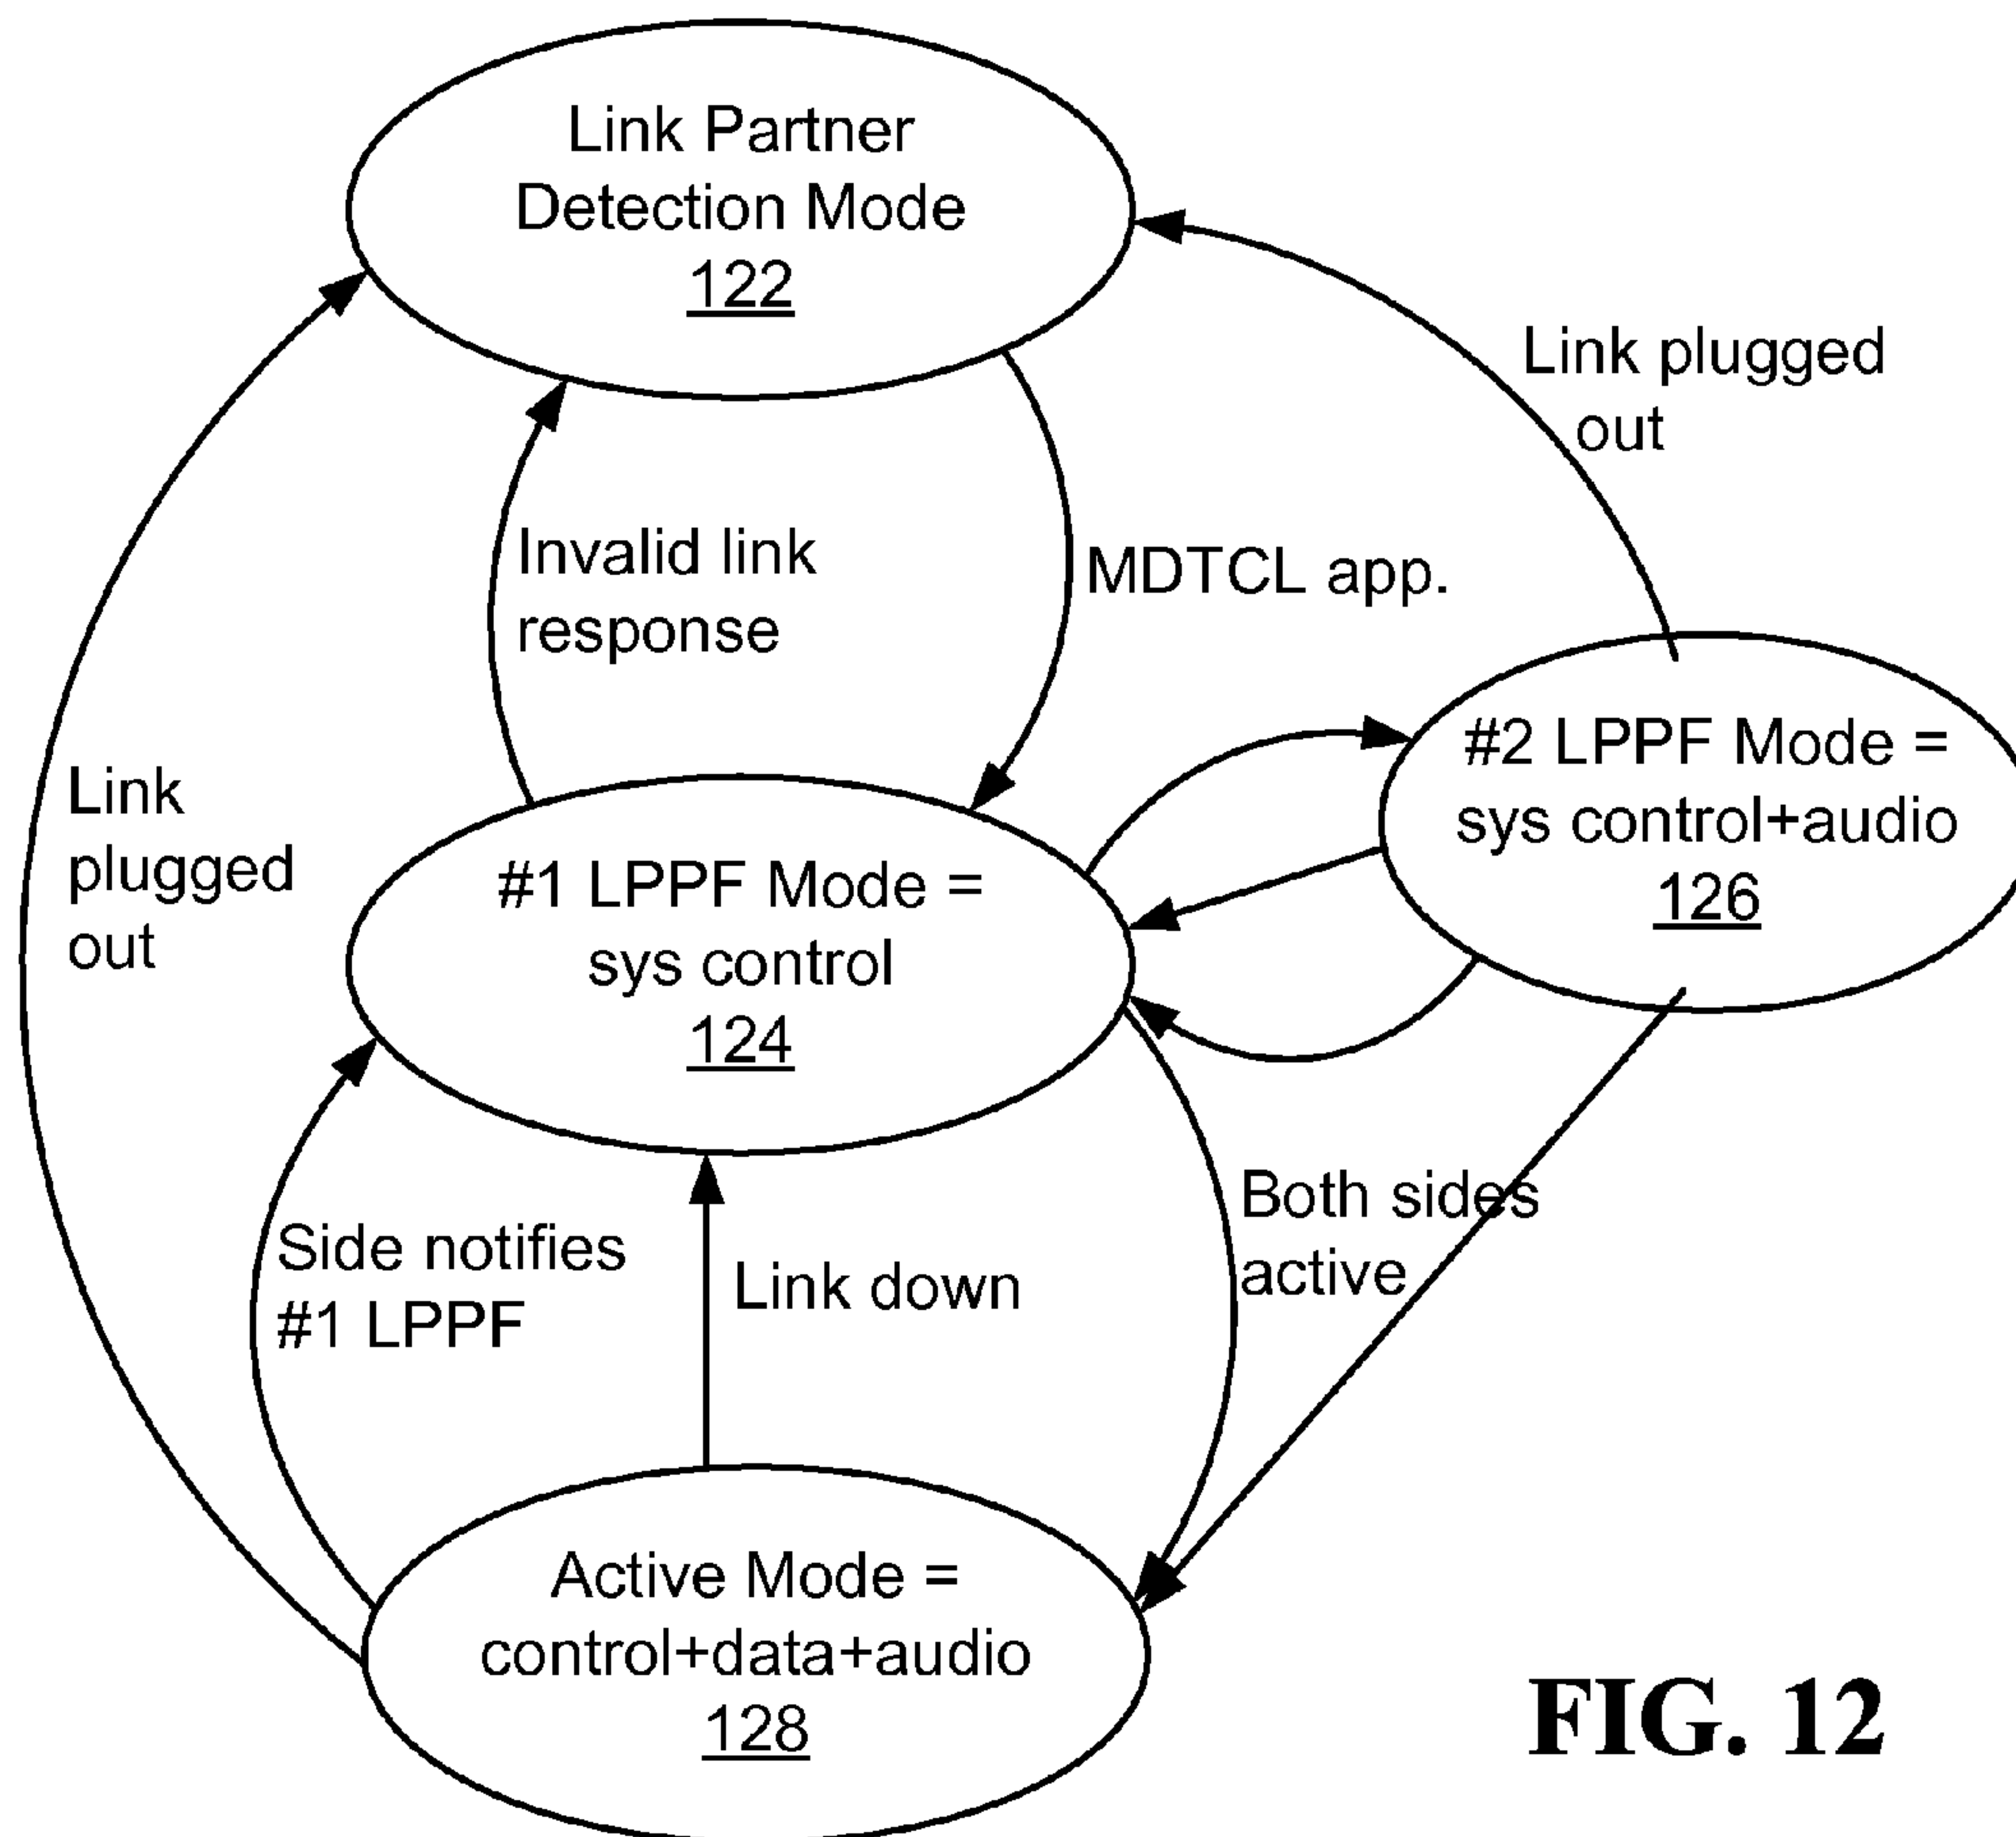 Link Partner
Detection Mode
122
Link plugged
out
Invalid link
response
MDTCL app.
#2 LPPF Mode =
sys control+audio
126
Link
plugged
out
#1 LPPF Mode =
sys control
124
Side notifies
#1 LPPF
Link down
Both sides
active
Active Mode =
control+data+audio
128
FIG. 12